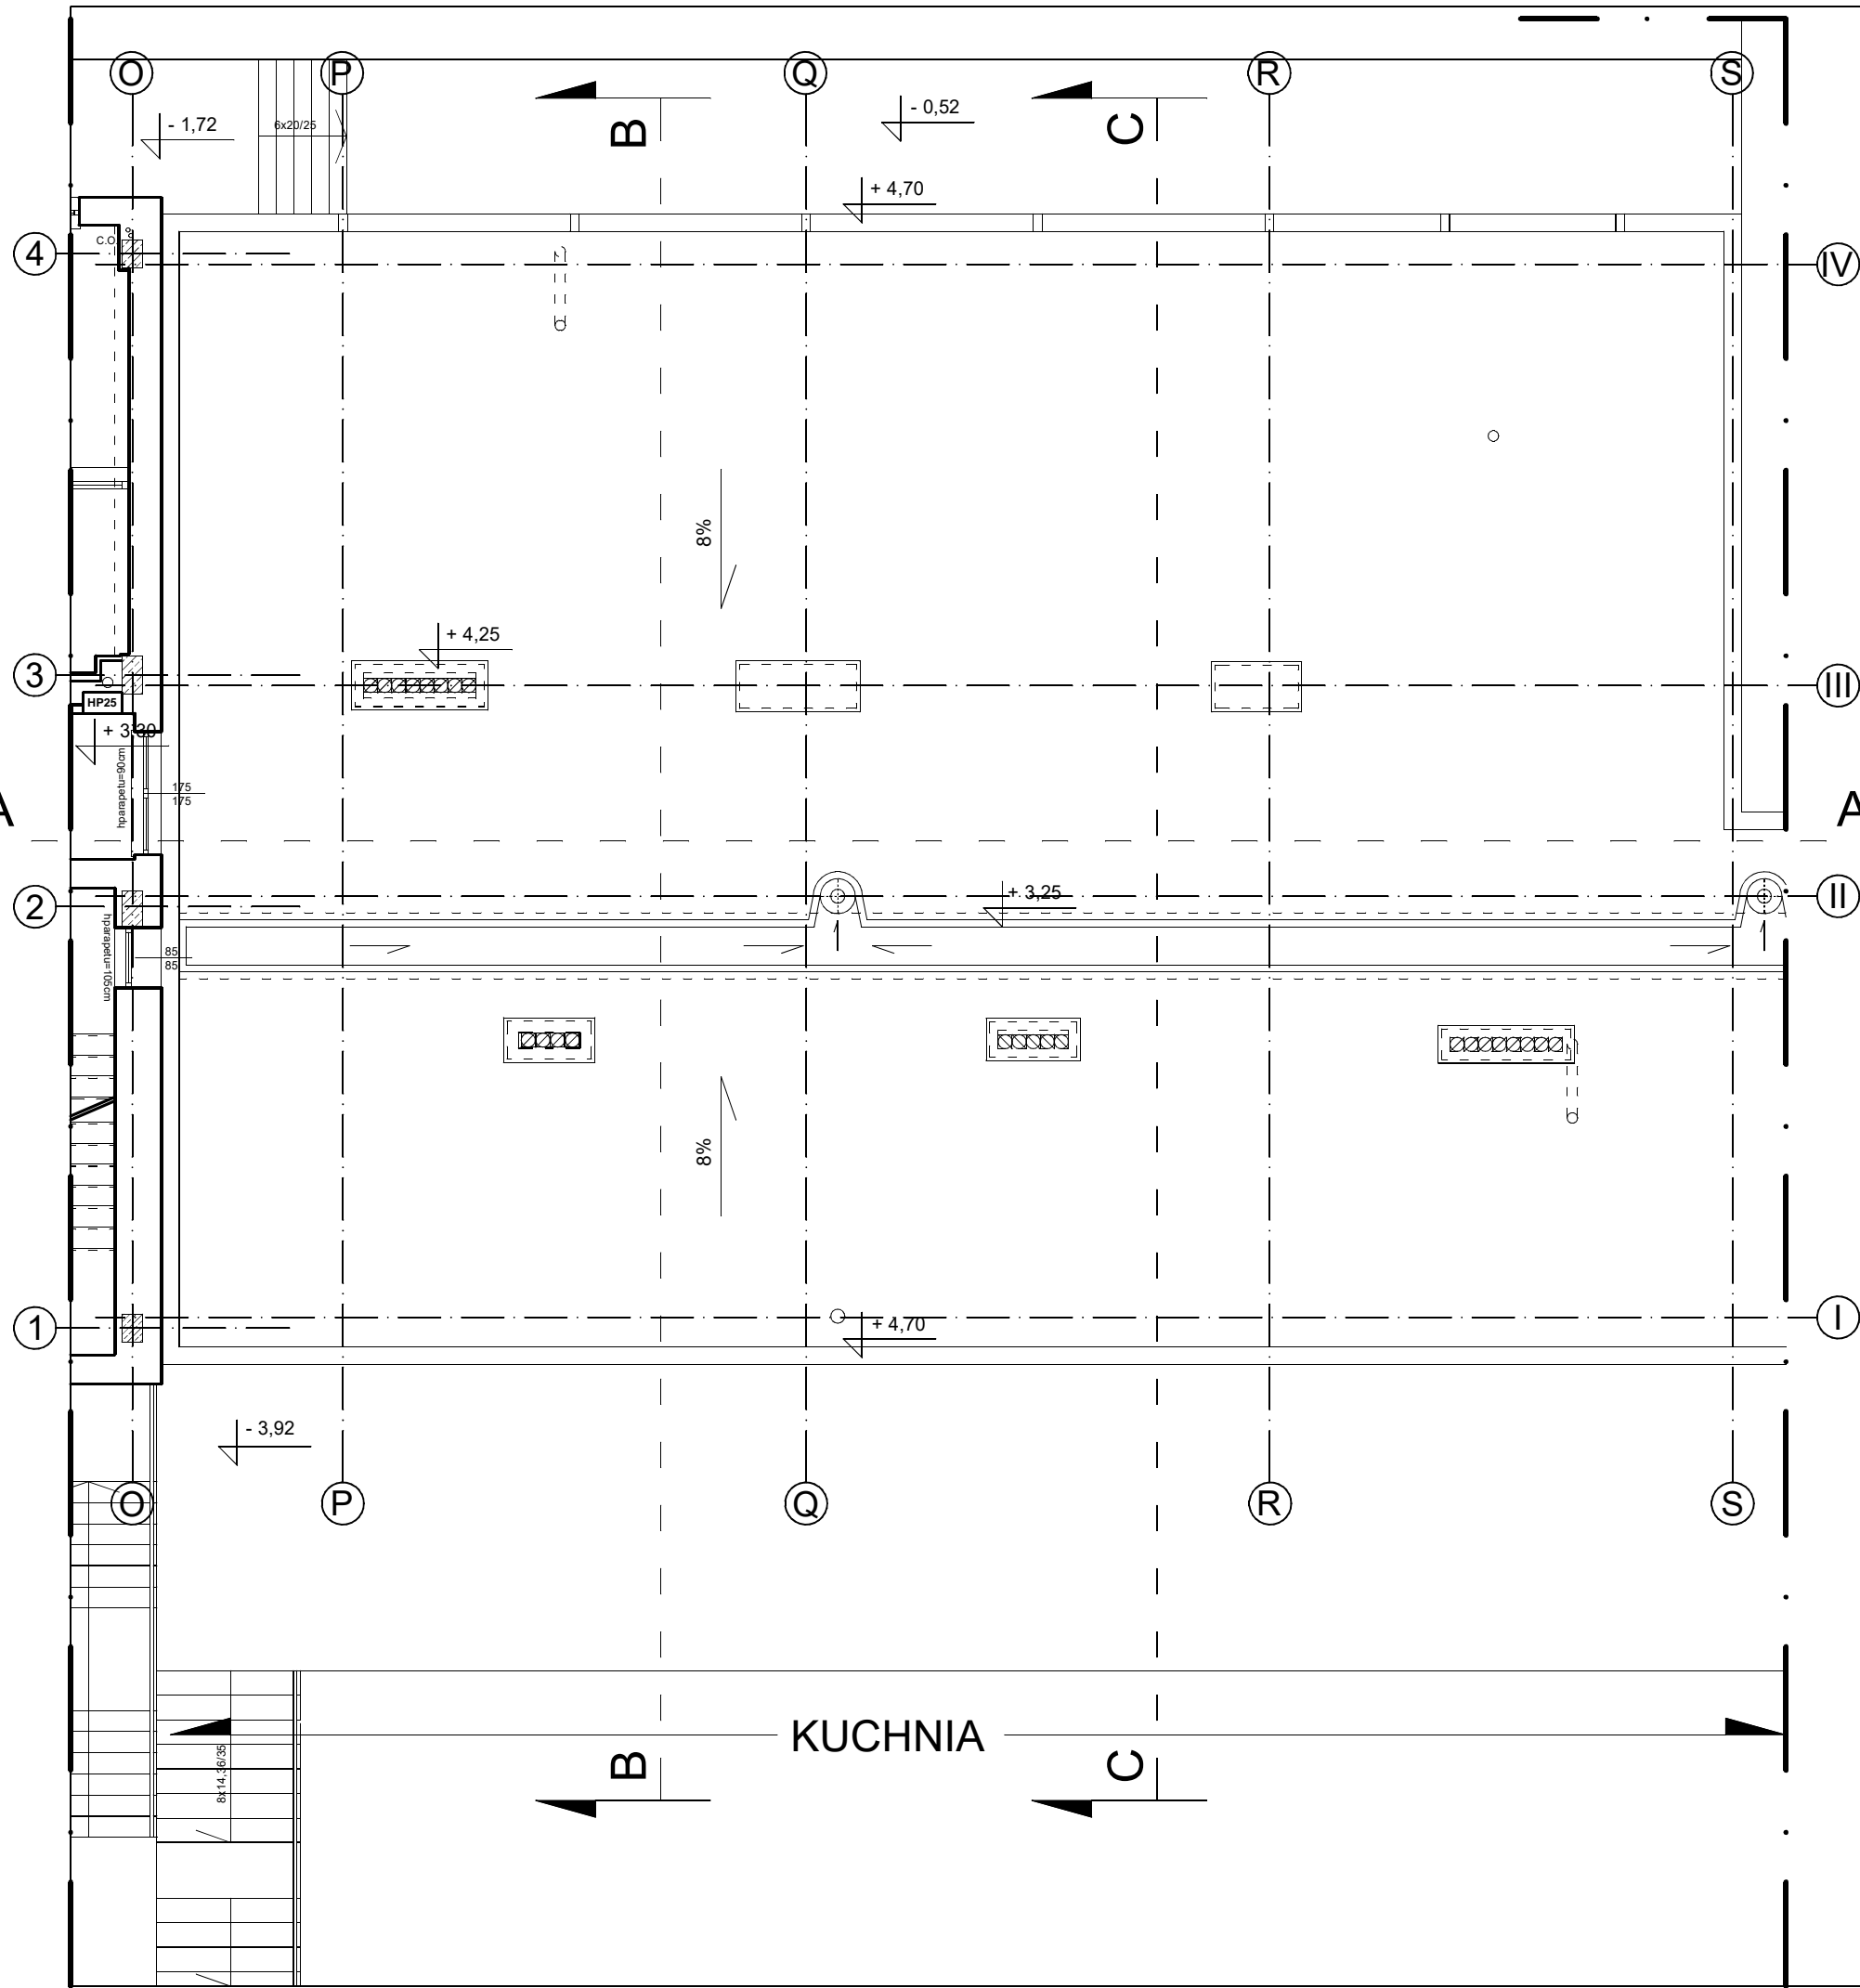 O P Q R S
- 1,72
6x20/25
B
- 0,52
C
+ 4,70
4
C.O.
IV
8%
+ 4,25
3
III
HP25
+ 3,30
hparapetu=90cm
175
175
A
A
2
+ 3,25
II
hparapetu=105cm
85
85
8%
1
+ 4,70
I
- 3,92
O P Q R S
KUCHNIA
8x14,36/35
B
C